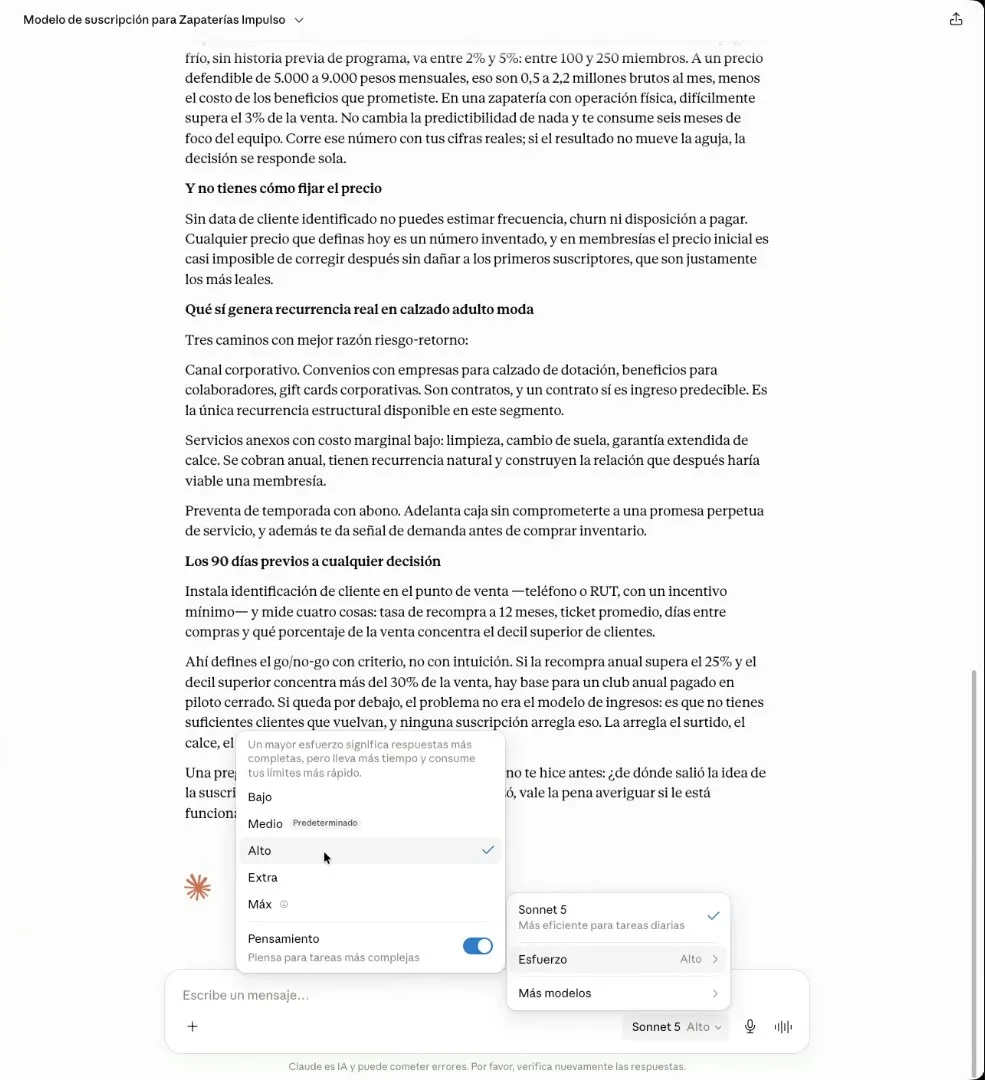 Modelo de suscripción para Zapaterías Impulso
frío, sin historia previa de programa, va entre 2% y 5%: entre 100 y 250 miembros. A un precio
defendible de 5.000 a 9.000 pesos mensuales, eso son 0,5 a 2,2 millones brutos al mes, menos
el costo de los beneficios que prometiste. En una zapatería con operación física, difícilmente
supera el 3% de la venta. No cambia la predictibilidad de nada y te consume seis meses de
foco del equipo. Corre ese número con tus cifras reales; si el resultado no mueve la aguja, la
decisión se responde sola.
Y no tienes cómo fijar el precio
Sin data de cliente identificado no puedes estimar frecuencia, churn ni disposición a pagar.
Cualquier precio que definas hoy es un número inventado, y en membresías el precio inicial es
casi imposible de corregir después sin dañar a los primeros suscriptores, que son justamente
los más leales.
Qué sí genera recurrencia real en calzado adulto moda
Tres caminos con mejor razón riesgo-retorno:
Canal corporativo. Convenios con empresas para calzado de dotación, beneficios para
colaboradores, gift cards corporativas. Son contratos, y un contrato sí es ingreso predecible. Es
la única recurrencia estructural disponible en este segmento.
Servicios anexos con costo marginal bajo: limpieza, cambio de suela, garantía extendida de
calce. Se cobran anual, tienen recurrencia natural y construyen la relación que después haría
viable una membresía.
Preventa de temporada con abono. Adelanta caja sin comprometerte a una promesa perpetua
de servicio, y además te da señal de demanda antes de comprar inventario.
Los 90 días previos a cualquier decisión
Instala identificación de cliente en el punto de venta —teléfono o RUT, con un incentivo
mínimo— y mide cuatro cosas: tasa de recompra a 12 meses, ticket promedio, días entre
compras y qué porcentaje de la venta concentra el decil superior de clientes.
Ahí defines el go/no-go con criterio, no con intuición. Si la recompra anual supera el 25% y el
decil superior concentra más del 30% de la venta, hay base para un club anual pagado en
piloto cerrado. Si queda por debajo, el problema no era el modelo de ingresos: es que no tienes
suficientes clientes que vuelvan, y ninguna suscripción arregla eso. La arregla el surtido, el
calce, el
Una pre no te hice antes: ¿de dónde salió la idea de
la suscri vale la pena averiguar si le está
funciona
Un mayor esfuerzo significa respuestas más
completas, pero lleva más tiempo y consume
tus límites más rápido.
Bajo
Medio Predeterminado
Alto
Extra
Máx
Pensamiento
Piensa para tareas más complejas
Sonnet 5
Más eficiente para tareas diarias
Esfuerzo Alto
Más modelos
Escribe un mensaje...
Sonnet 5 Alto
Claude es IA y puede cometer errores. Por favor, verifica nuevamente las respuestas.